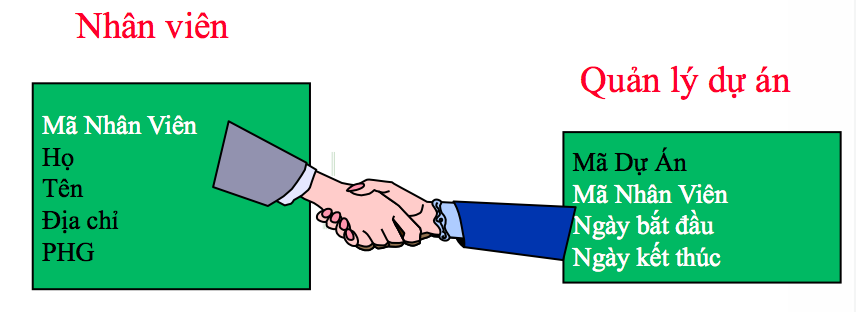 Nhân viên
Mã Nhân Viên
Họ
Tên
Địa chỉ
PHG
Quản lý dự án
Mã Dự Án
Mã Nhân Viên
Ngày bắt đầu
Ngày kết thúc